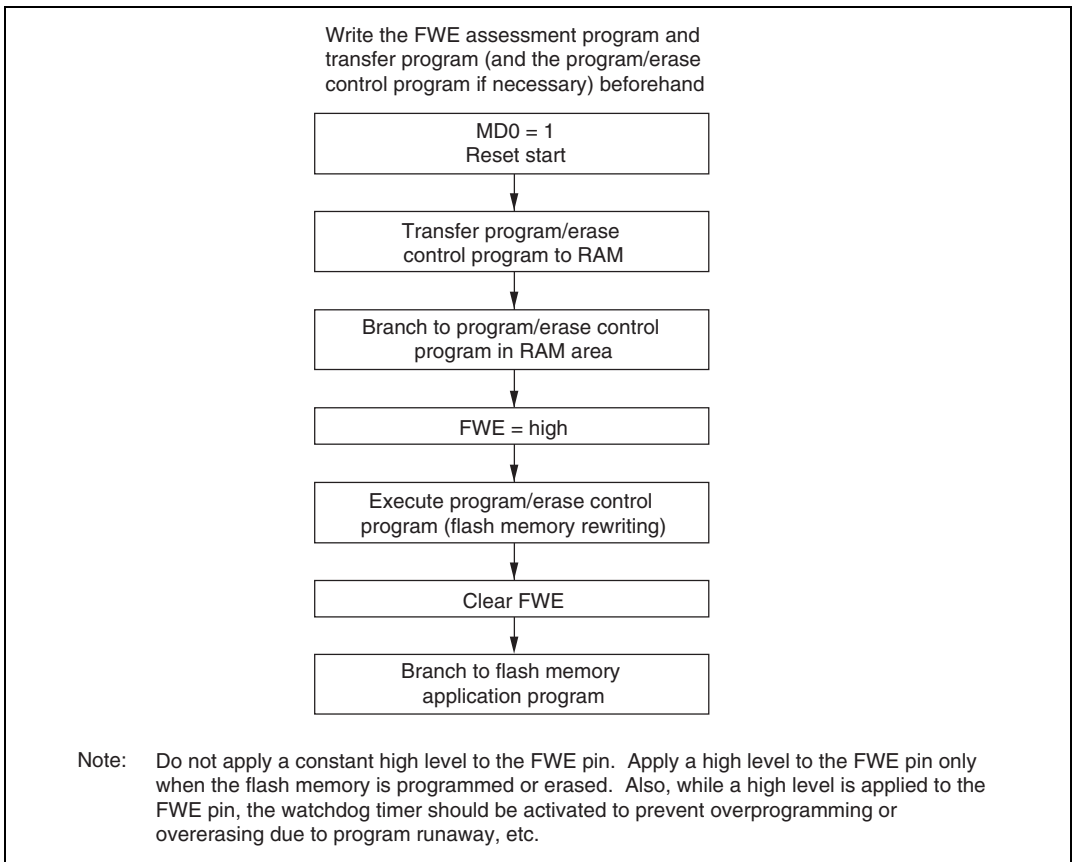 Write the FWE assessment program and
transfer program (and the program/erase
control program if necessary) beforehand
MD0 = 1
Reset start
Transfer program/erase
control program to RAM
Branch to program/erase control
program in RAM area
FWE = high
Execute program/erase control
program (flash memory rewriting)
Clear FWE
Branch to flash memory
application program
Note: Do not apply a constant high level to the FWE pin. Apply a high level to the FWE pin only
when the flash memory is programmed or erased. Also, while a high level is applied to the
FWE pin, the watchdog timer should be activated to prevent overprogramming or
overerasing due to program runaway, etc.